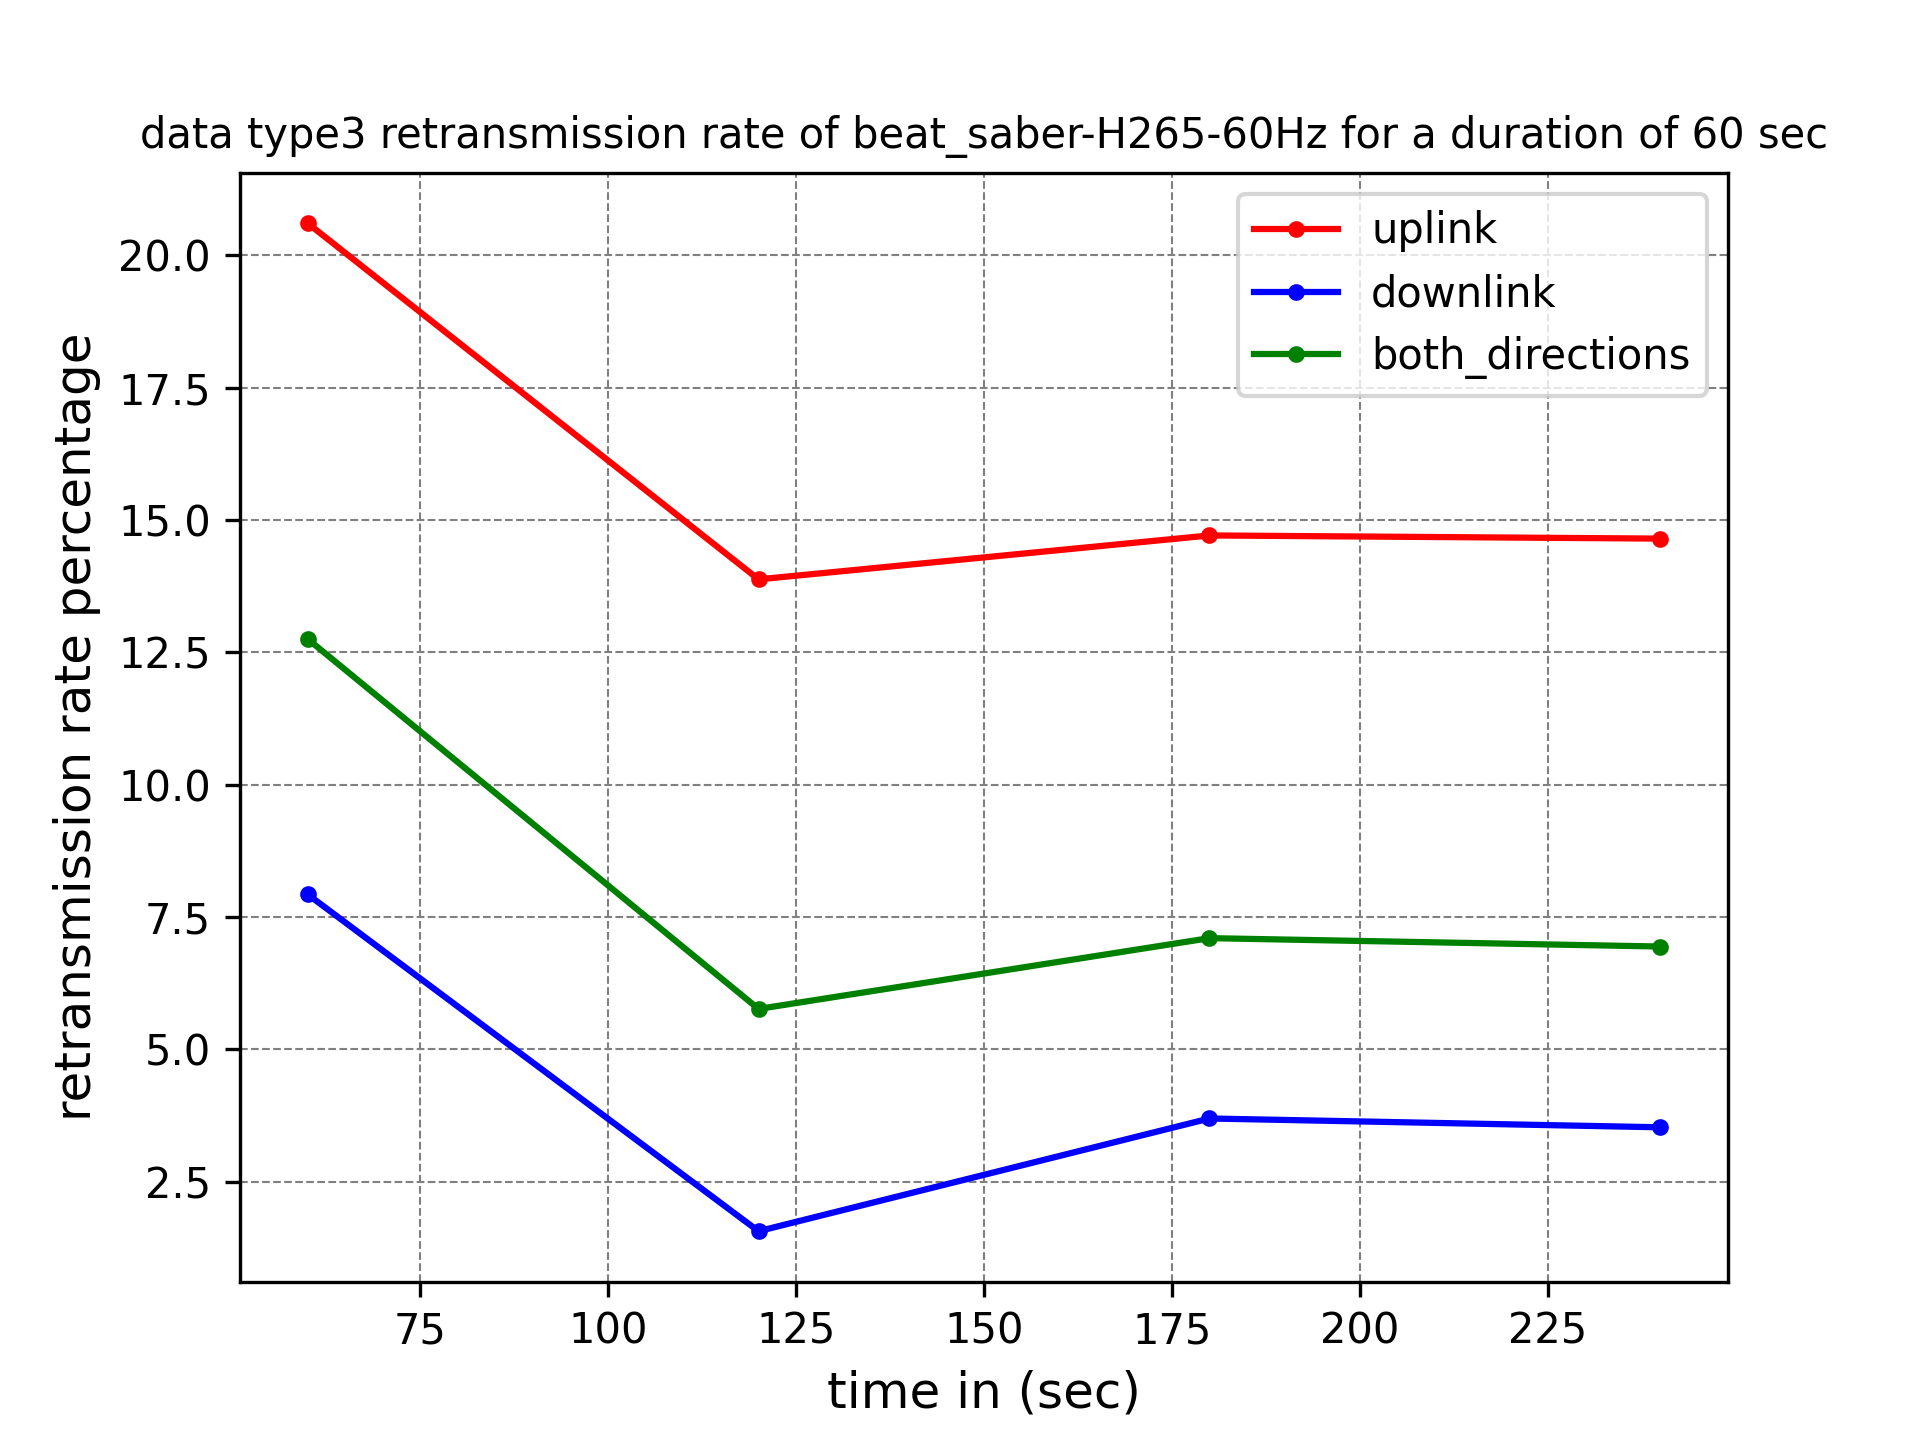 data type3 retransmission rate of beat_saber-H265-60Hz for a duration of 60 sec
uplink
downlink
both_directions
retransmission rate percentage
20.0
17.5
15.0
12.5
10.0
7.5
5.0
2.5
75 100 125 150 175 200 225
time in (sec)